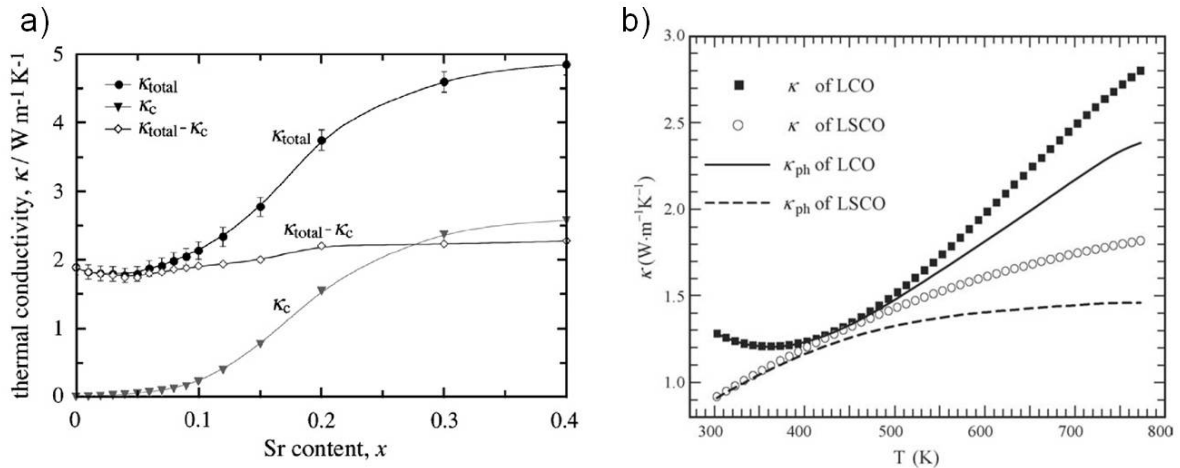 a)
thermal conductivity, κ / W m-1 K-1
5
4
3
2
1
0
κtotal
κc
κtotal - κc
κtotal
κtotal - κc
κc
0
0.1
0.2
0.3
0.4
Sr content, x
b)
κ (W·m⁻¹K⁻¹)
3.0
2.5
2.0
1.5
1.0
κ of LCO
κ of LSCO
κph of LCO
κph of LSCO
300
400
500
600
700
800
T (K)